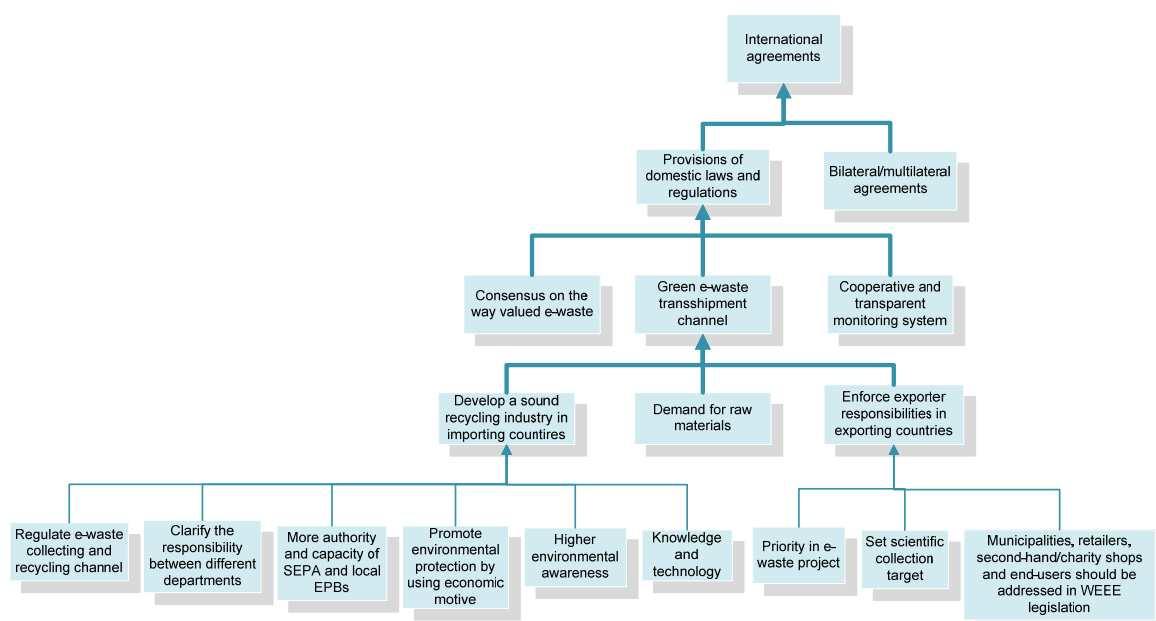 International
agreements
Provisions of
domestic laws and
regulations
Bilateral/multilateral
agreements
Consensus on the
way valued e-waste
Green e-waste
transshipment
channel
Cooperative and
transparent
monitoring system
Develop a sound
recycling industry in
importing countires
Demand for raw
materials
Enforce exporter
responsibilities in
exporting countries
Regulate e-waste
collecting and
recycling channel
Clarify the
responsibility
between different
departments
More authority
and capacity of
SEPA and local
EPBs
Promote
environmental
protection by
using economic
motive
Higher
environmental
awareness
Knowledge
and
technology
Priority in e-
waste project
Set scientific
collection
target
Municipalities, retailers,
second-hand/charity shops
and end-users should be
addressed in WEEE
legislation